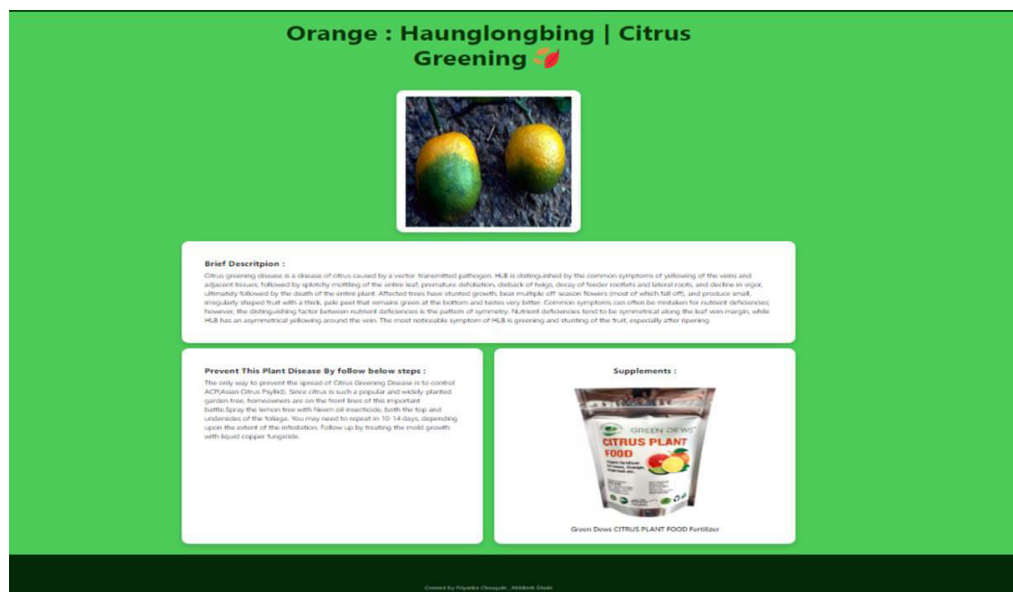 Orange : Haunglongbing | Citrus
Greening
Brief Descritpion :
Citrus greening disease is a disease of citrus caused by a vector transmitted pathogen. HLB is distinguished by the common symptoms of yellowing of the veins and
adjacent tissues; followed by splotchy mottling of the entire leaf, premature defoliation, dieback of twigs, decay of feeder rootlets and lateral roots, and decline in vigor,
ultimately followed by the death of the entire plant. Affected trees have stunted growth, bear multiple off season flowers (most of which fall off), and produce small,
irregularly shaped fruit with a thick, pale peel that remains green at the bottom and tastes very bitter. Common symptoms can often be mistaken for nutrient deficiencies;
however, the distinguishing factor between nutrient deficiencies is the pattern of symmetry. Nutrient deficiencies tend to be symmetrical along the leaf vein margin, while
HLB has an asymmetrical yellowing around the vein. The most noticeable symptom of HLB is greening and stunting of the fruit, especially after ripening.
Prevent This Plant Disease By follow below steps :
The only way to prevent the spread of Citrus Greening Disease is to control
ACP(Asian Citrus Psyllid). Since citrus is such a popular and widely planted
garden tree, homeowners are on the front lines of this important
battle.Spray the lemon tree with Neem oil insecticide, both the top and
undersides of the foliage. You may need to repeat in 10 14 days, depending
upon the extent of the infestation. Follow up by treating the mold growth
with liquid copper fungicide.
Supplements :
GREEN DEWS
CITRUS PLANT
FOOD
Green Dews CITRUS PLANT FOOD Fertilizer
Created by Priyanka